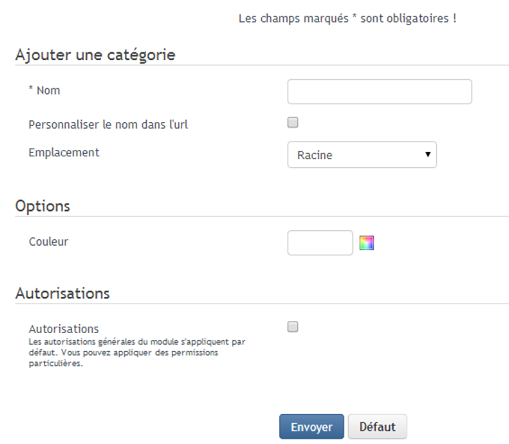 Les champs marqués * sont obligatoires !
Ajouter une catégorie
* Nom
Personnaliser le nom dans l'url
Emplacement
Racine
Options
Couleur
Autorisations
Autorisations
Les autorisations générales du module s'appliquent par
défaut. Vous pouvez appliquer des permissions
particulières.
Envoyer
Défaut